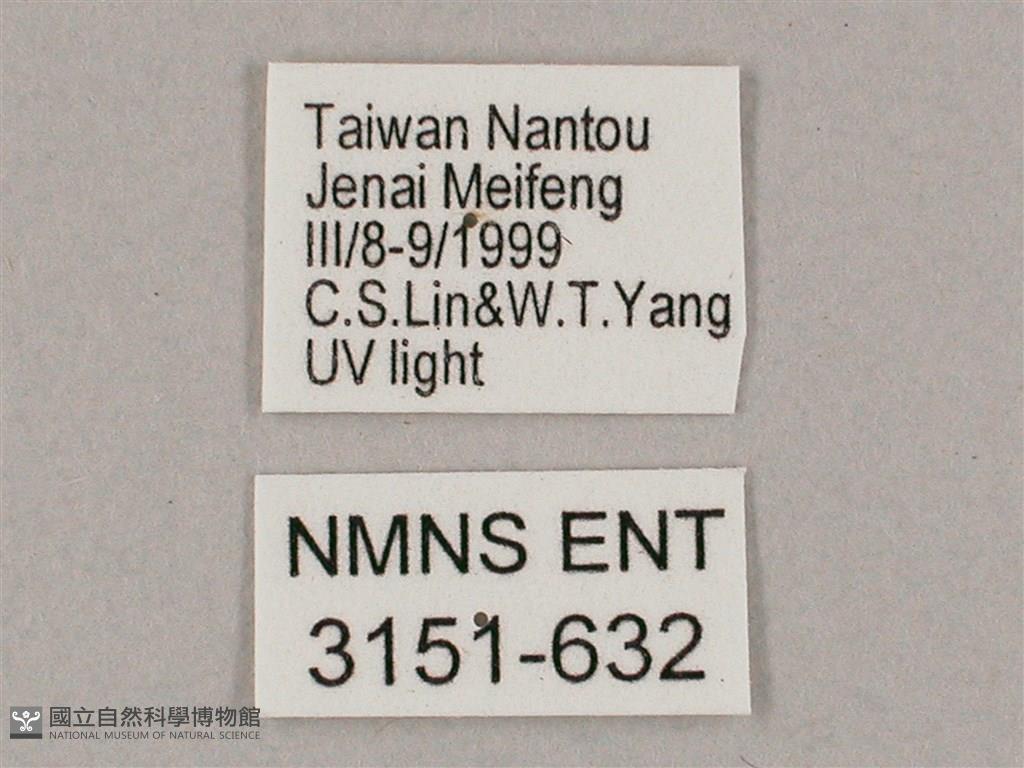 Taiwan Nantou
Jenai Meifeng
III/8-9/1999
C.S.Lin&W.T.Yang
UV light
NMNS ENT
3151-632
國立自然科學博物館
NATIONAL MUSEUM OF NATURAL SCIENCE